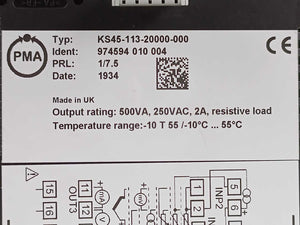 PMA
Typ: KS45-113-20000-000
Ident: 974594 010 004
PRL: 1/7.5
Date: 1934
Made in UK
Output rating: 500VA, 250VAC, 2A, resistive load
Temperature range:-10 T 55 /-10°C ... 55°C
15
11
OUT3
16
12
1
2
INP2
5
6